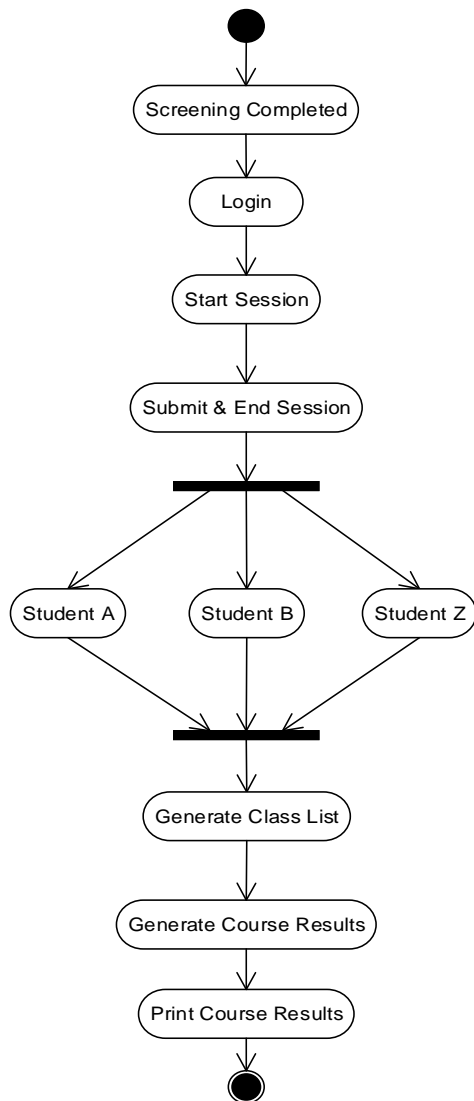 Screening Completed
Login
Start Session
Submit & End Session
Student A
Student B
Student Z
Generate Class List
Generate Course Results
Print Course Results